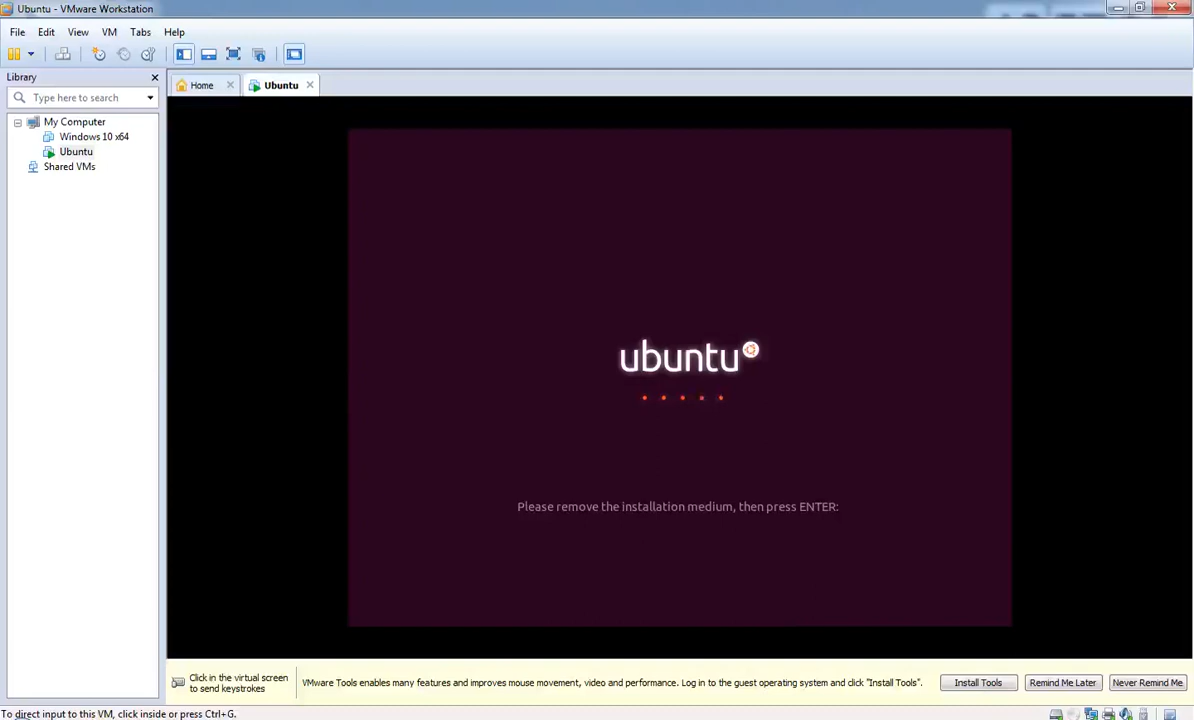 Ubuntu - VMware Workstation
File Edit View VM Tabs Help
Library
Type here to search
My Computer
Windows 10 x64
Ubuntu
Shared VMs
Home
Ubuntu
ubuntu
Please remove the installation medium, then press ENTER:
Click in the virtual screen
to send keystrokes
VMware Tools enables many features and improves mouse movement, video and performance. Log in to the guest operating system and click "Install Tools".
Install Tools
Remind Me Later
Never Remind Me
To direct input to this VM, click inside or press Ctrl+G.